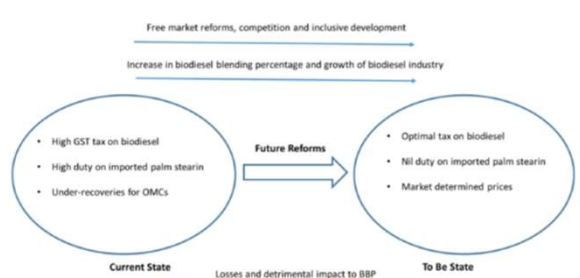 Free market reforms, competition and inclusive development
Increase in biodiesel blending percentage and growth of biodiesel industry
• High GST tax on biodiesel
• High duty on imported palm stearin
• Under-recoveries for OMCs
Future Reforms
• Optimal tax on biodiesel
• Nil duty on imported palm stearin
• Market determined prices
Current State
Losses and detrimental impact to BBP
To Be State